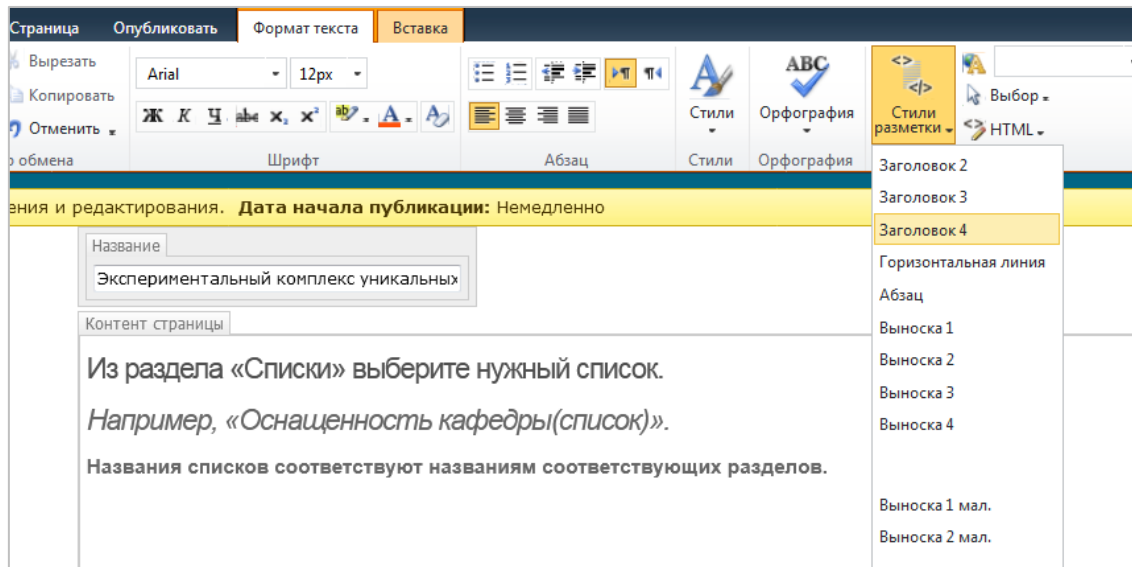 Страница Опубликовать Формат текста Вставка
Вырезать
Копировать
Отменить
Arial 12px
Ж К Ч abc x₂ x² ab A A
обмена Шрифт Абзац
Стили
Стили
ABC
Орфография
Орфография
Стили разметки
Выбор
HTML
Заголовок 2
Заголовок 3
Заголовок 4
Горизонтальная линия
Абзац
Выноска 1
Выноска 2
Выноска 3
Выноска 4
Выноска 1 мал.
Выноска 2 мал.
ения и редактирования. Дата начала публикации: Немедленно
Название
Экспериментальный комплекс уникальных
Контент страницы
Из раздела «Списки» выберите нужный список.
Например, «Оснащенность кафедры(список)».
Названия списков соответствуют названиям соответствующих разделов.